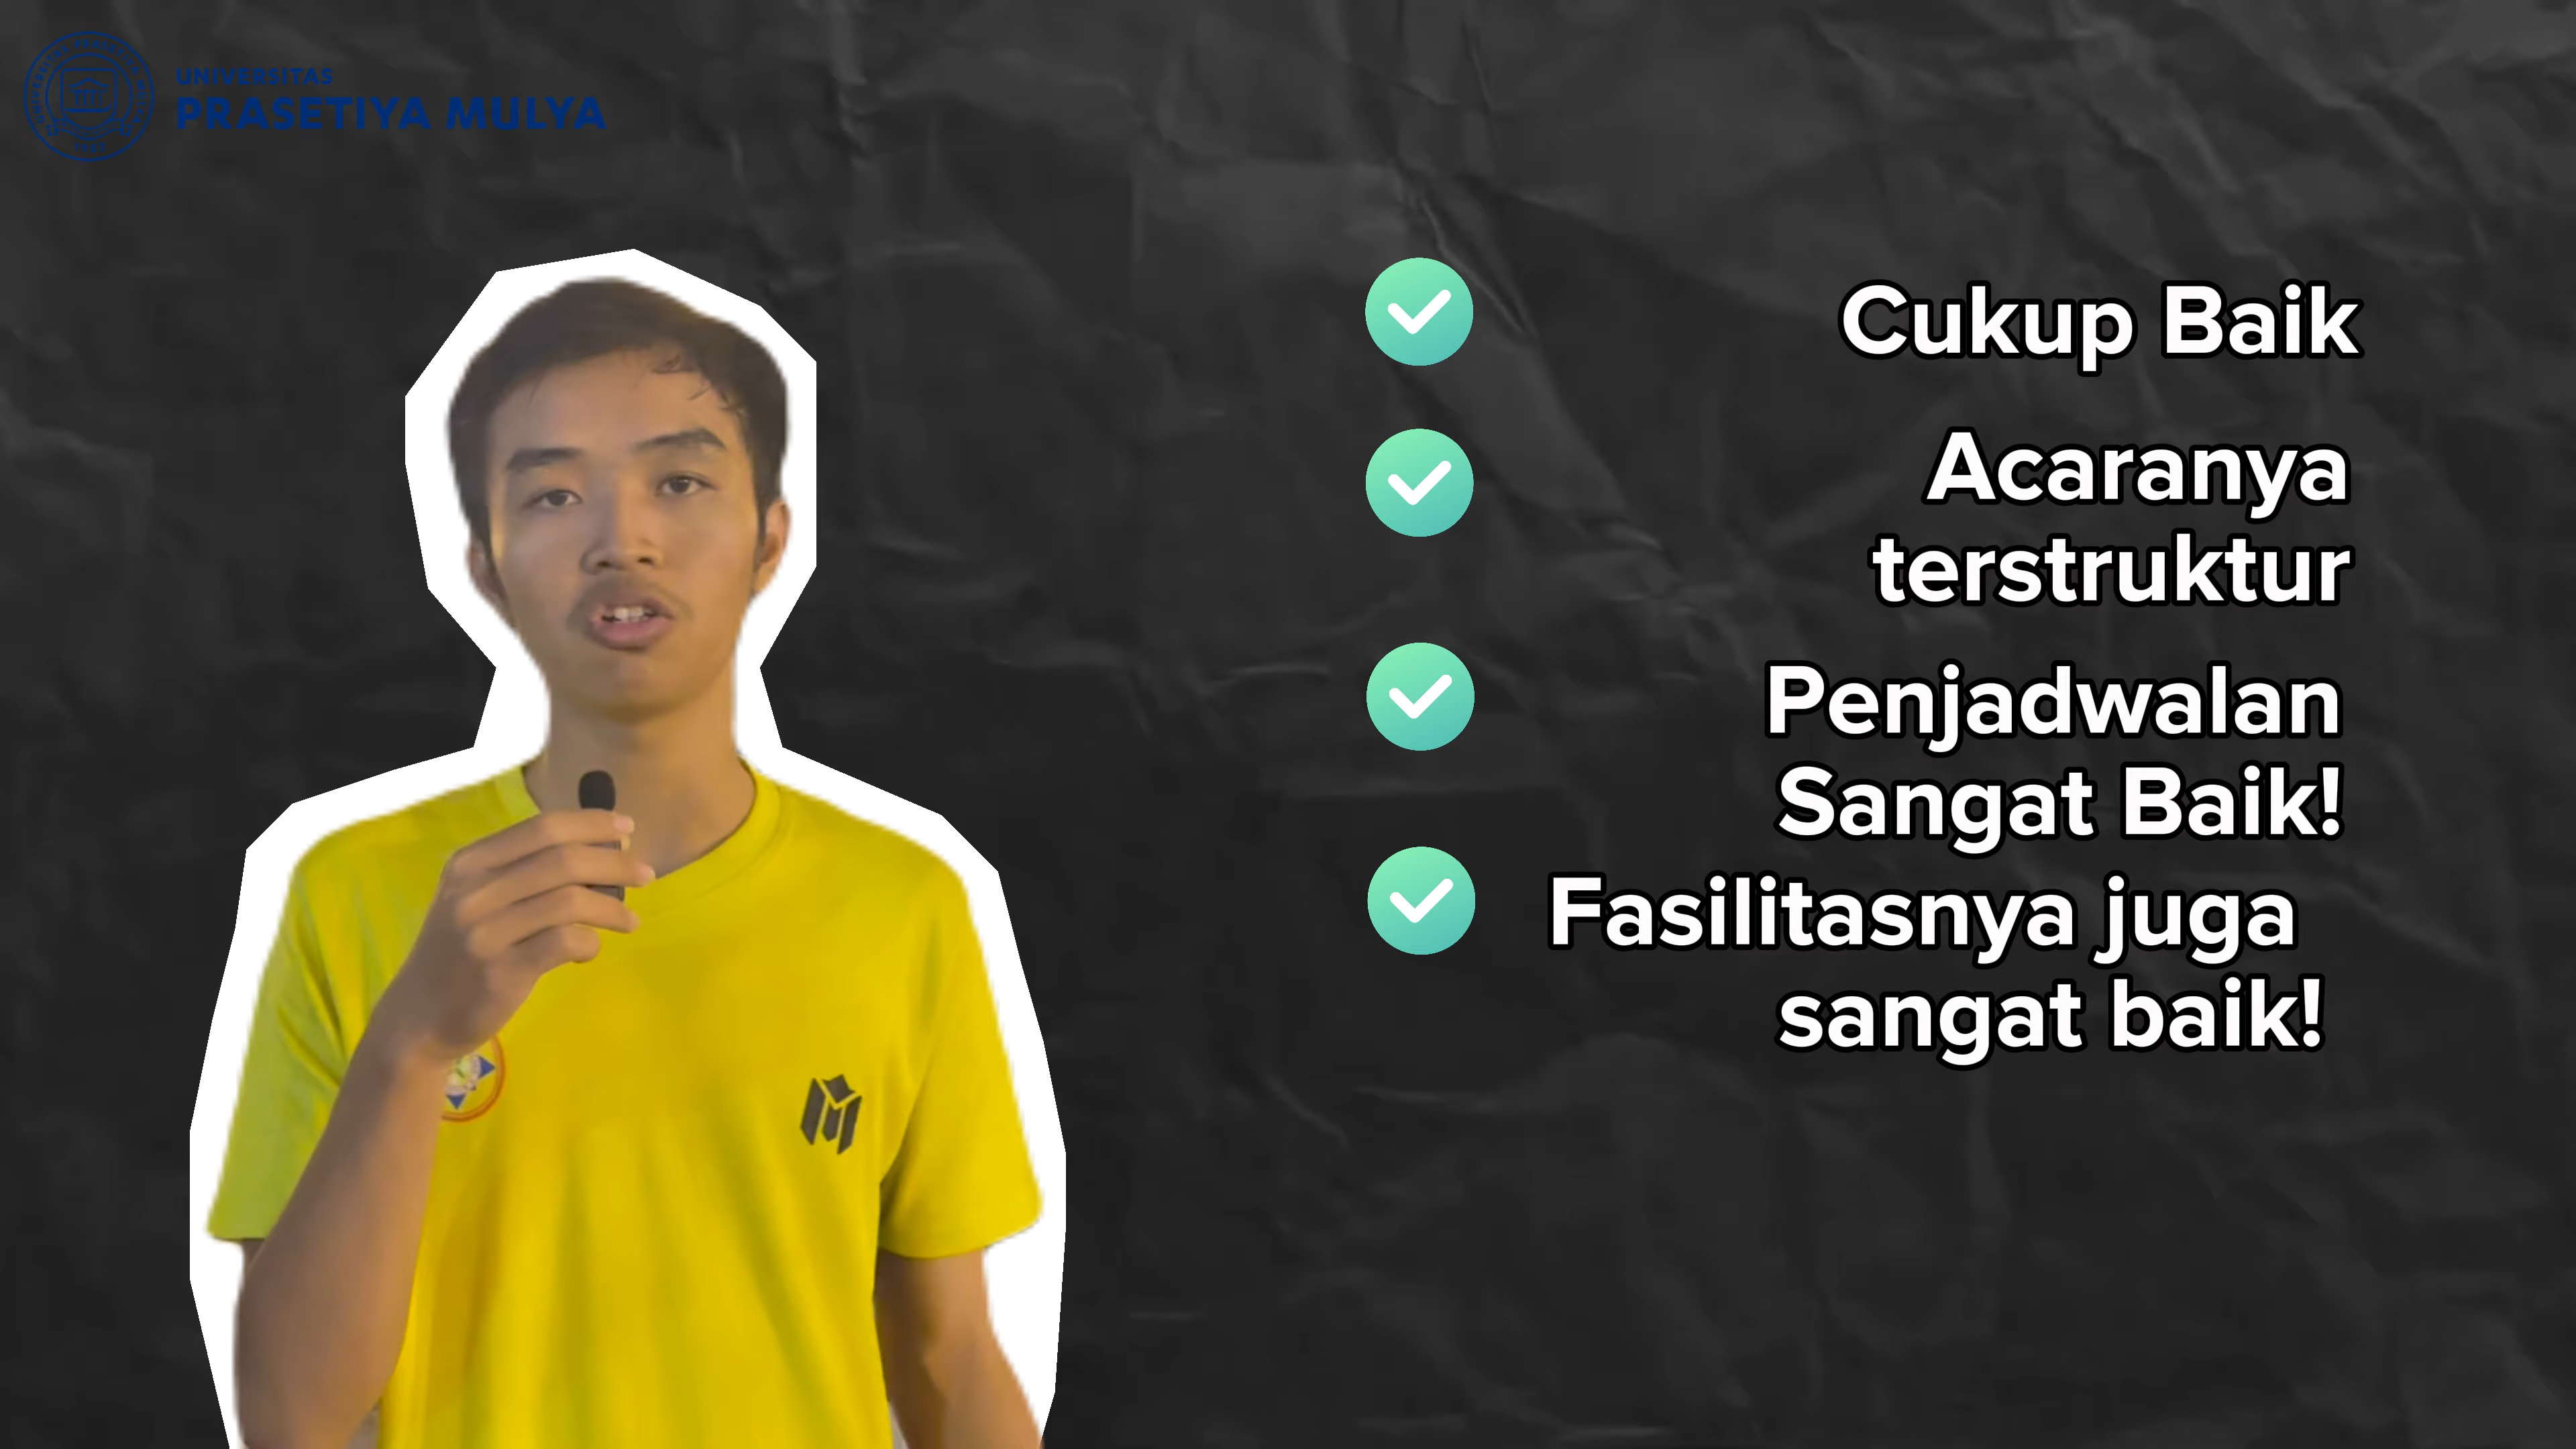 UNIVERSITAS
PRASETIYA MULYA
Cukup Baik
Acaranya
terstruktur
Penjadwalan
Sangat Baik!
Fasilitasnya juga
sangat baik!